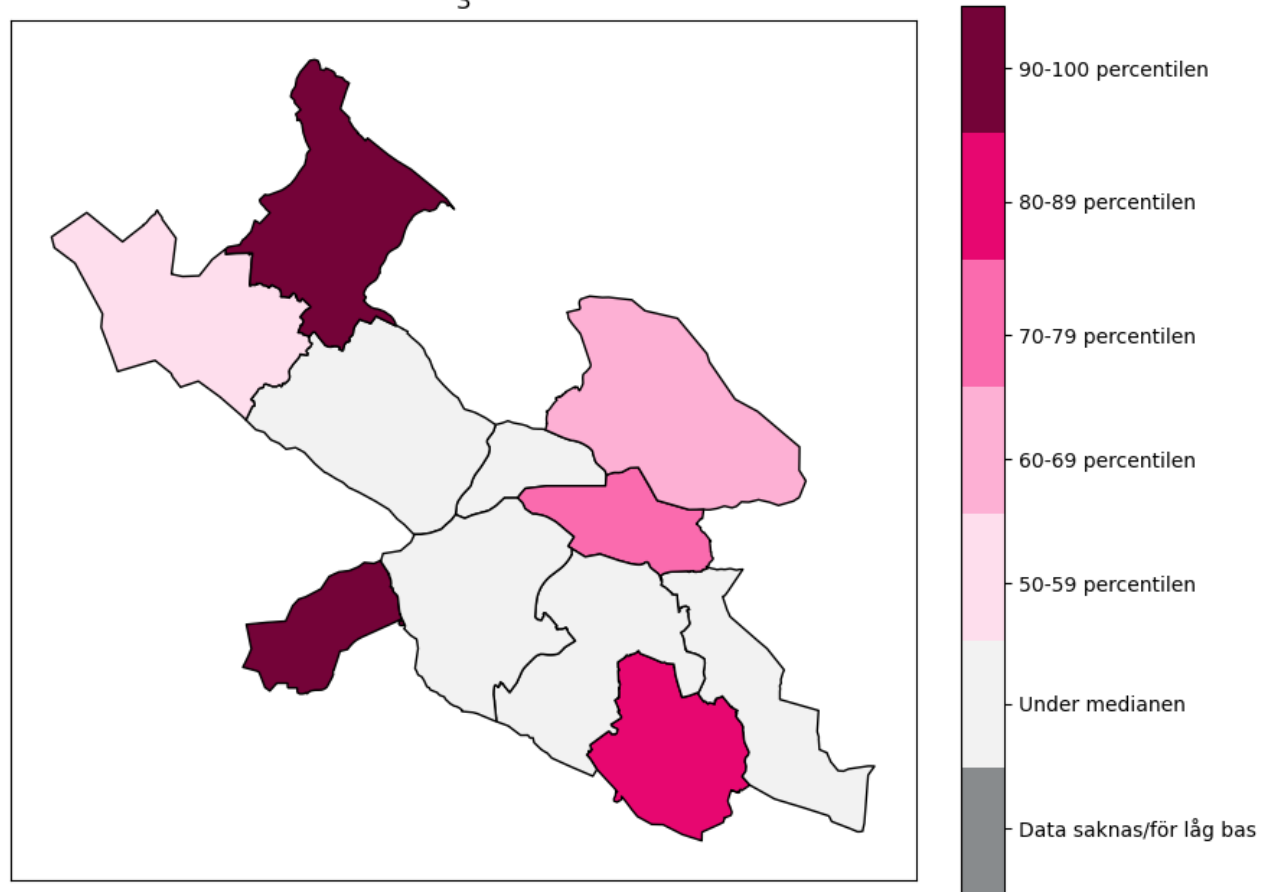 S
90-100 percentilen
80-89 percentilen
70-79 percentilen
60-69 percentilen
50-59 percentilen
Under medianen
Data saknas/för låg bas